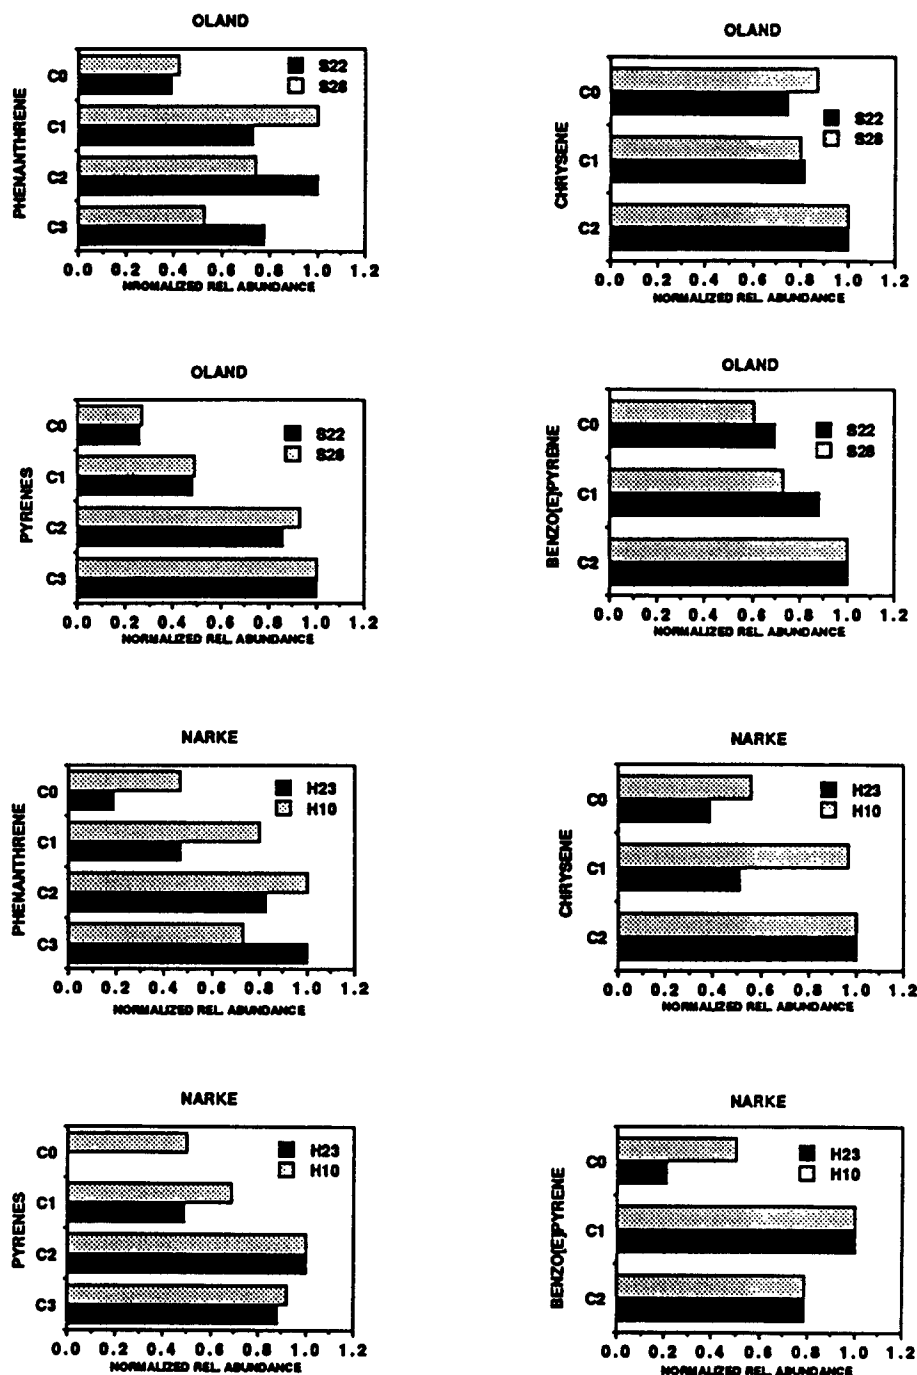 OLAND
PHENANTHRENE
C0
C1
C2
C3
S22
S28
0.0 0.2 0.4 0.6 0.8 1.0 1.2
NROMALIZED REL. ABUNDANCE
OLAND
CHRYSENE
C0
C1
C2
S22
S28
0.0 0.2 0.4 0.6 0.8 1.0 1.2
NORMALIZED REL. ABUNDANCE
OLAND
PYRENES
C0
C1
C2
C3
S22
S28
0.0 0.2 0.4 0.6 0.8 1.0 1.2
NORMALIZED REL. ABUNDANCE
OLAND
BENZO[E]PYRENE
C0
C1
C2
S22
S28
0.0 0.2 0.4 0.6 0.8 1.0 1.2
NORMALIZED REL. ABUNDANCE
NARKE
PHENANTHRENE
C0
C1
C2
C3
H23
H10
0.0 0.2 0.4 0.6 0.8 1.0 1.2
NORMALIZED REL. ABUNDANCE
NARKE
CHRYSENE
C0
C1
C2
H23
H10
0.0 0.2 0.4 0.6 0.8 1.0 1.2
NORMALIZED REL. ABUNDANCE
NARKE
PYRENES
C0
C1
C2
C3
H23
H10
0.0 0.2 0.4 0.6 0.8 1.0 1.2
NORMALIZED REL. ABUNDANCE
NARKE
BENZO[E]PYRENE
C0
C1
C2
H23
H10
0.0 0.2 0.4 0.6 0.8 1.0 1.2
NORMALIZED REL. ABUNDANCE